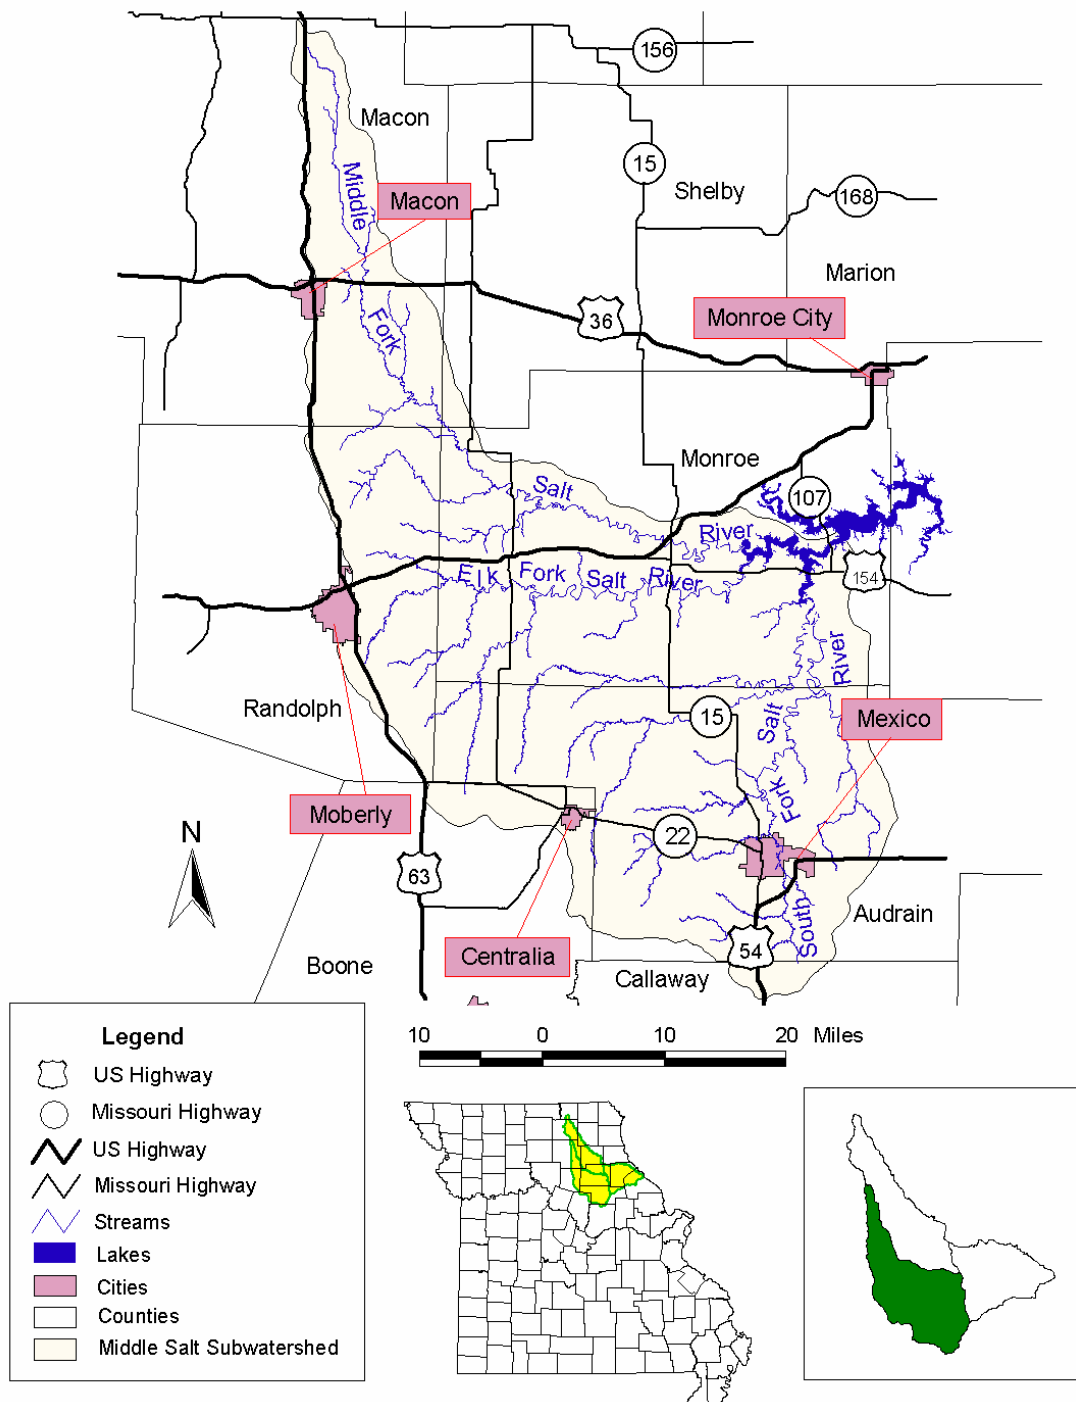 156
Macon
15
Shelby
Middle
Macon
168
Marion
36
Monroe City
Fork
Monroe
Salt
107
River
154
Elk Fork Salt River
River
Randolph
15
Salt
Mexico
Moberly
Fork
N
22
63
South
Audrain
Centralia
54
Boone
Callaway
Legend
US Highway
Missouri Highway
US Highway
Missouri Highway
Streams
Lakes
Cities
Counties
Middle Salt Subwatershed
10 0 10 20 Miles